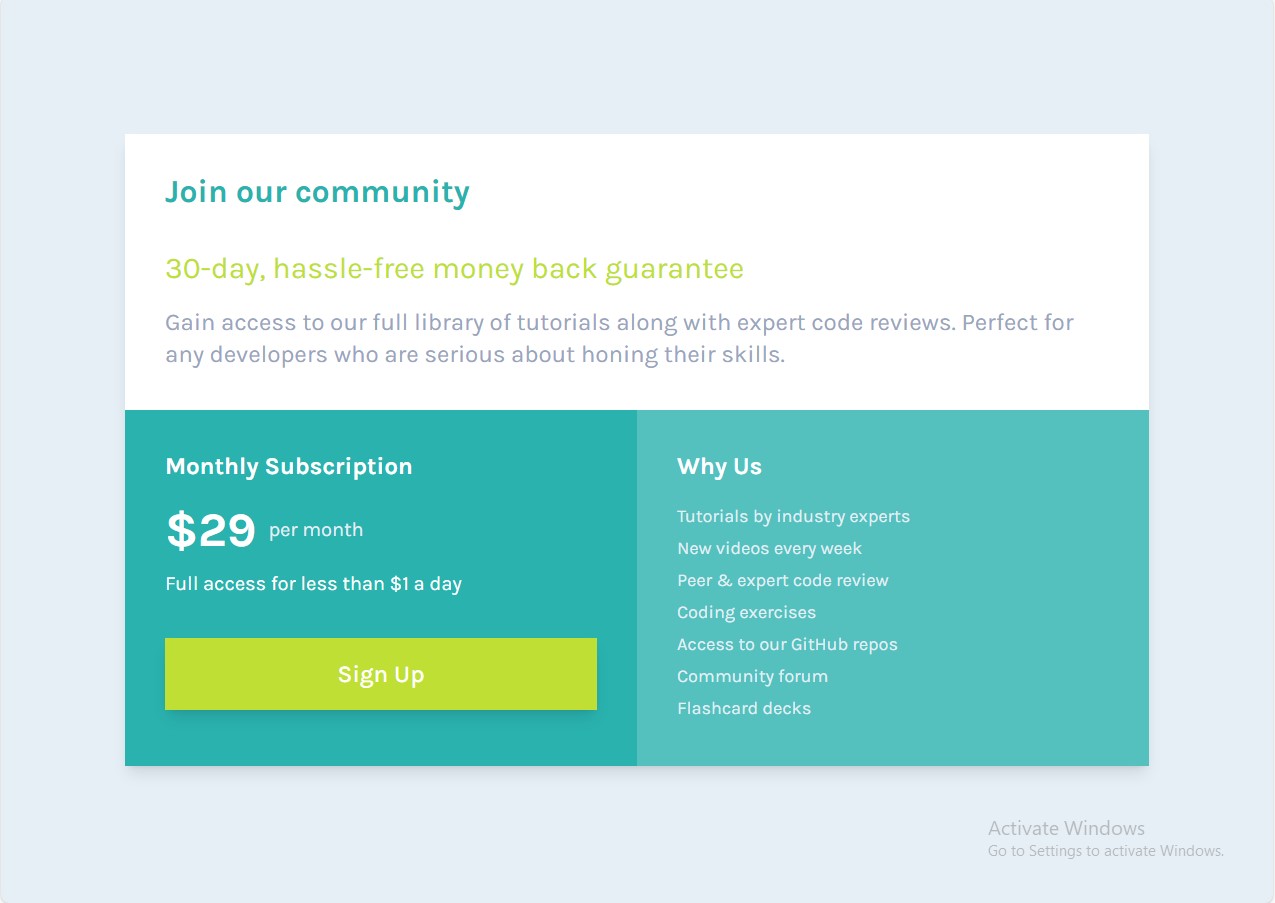 Join our community
30-day, hassle-free money back guarantee
Gain access to our full library of tutorials along with expert code reviews. Perfect for
any developers who are serious about honing their skills.
Monthly Subscription
$29 per month
Full access for less than $1 a day
Sign Up
Why Us
Tutorials by industry experts
New videos every week
Peer & expert code review
Coding exercises
Access to our GitHub repos
Community forum
Flashcard decks
Activate Windows
Go to Settings to activate Windows.